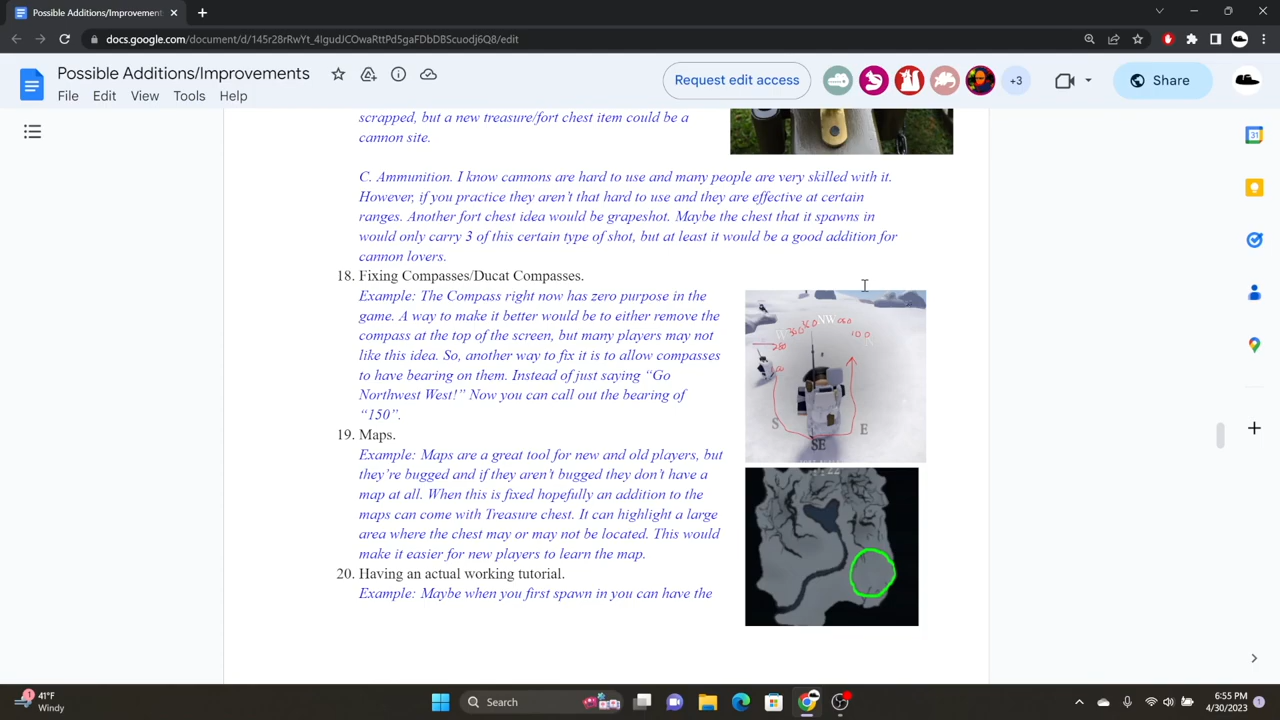 Possible Additions/Improvement
docs.google.com/document/d/145r28rRwYt_4IgudJCOwaRttPd5gaFDbDBScuodj6Q8/edit
Possible Additions/Improvements
File Edit View Tools Help
Request edit access
+3
Share
scrapped, but a new treasure/fort chest item could be a
cannon site.
C. Ammunition. I know cannons are hard to use and many people are very skilled with it.
However, if you practice they aren’t that hard to use and they are effective at certain
ranges. Another fort chest idea would be grapeshot. Maybe the chest that it spawns in
would only carry 3 of this certain type of shot, but at least it would be a good addition for
cannon lovers.
18. Fixing Compasses/Ducat Compasses.
Example: The Compass right now has zero purpose in the
game. A way to make it better would be to either remove the
compass at the top of the screen, but many players may not
like this idea. So, another way to fix it is to allow compasses
to have bearing on them. Instead of just saying “Go
Northwest West!” Now you can call out the bearing of
“150”.
NW
W
S
SE
E
19. Maps.
Example: Maps are a great tool for new and old players, but
they’re bugged and if they aren’t bugged they don’t have a
map at all. When this is fixed hopefully an addition to the
maps can come with Treasure chest. It can highlight a large
area where the chest may or may not be located. This would
make it easier for new players to learn the map.
20. Having an actual working tutorial.
Example: Maybe when you first spawn in you can have the
1
41°F
Windy
Search
6:55 PM
4/30/2023
1